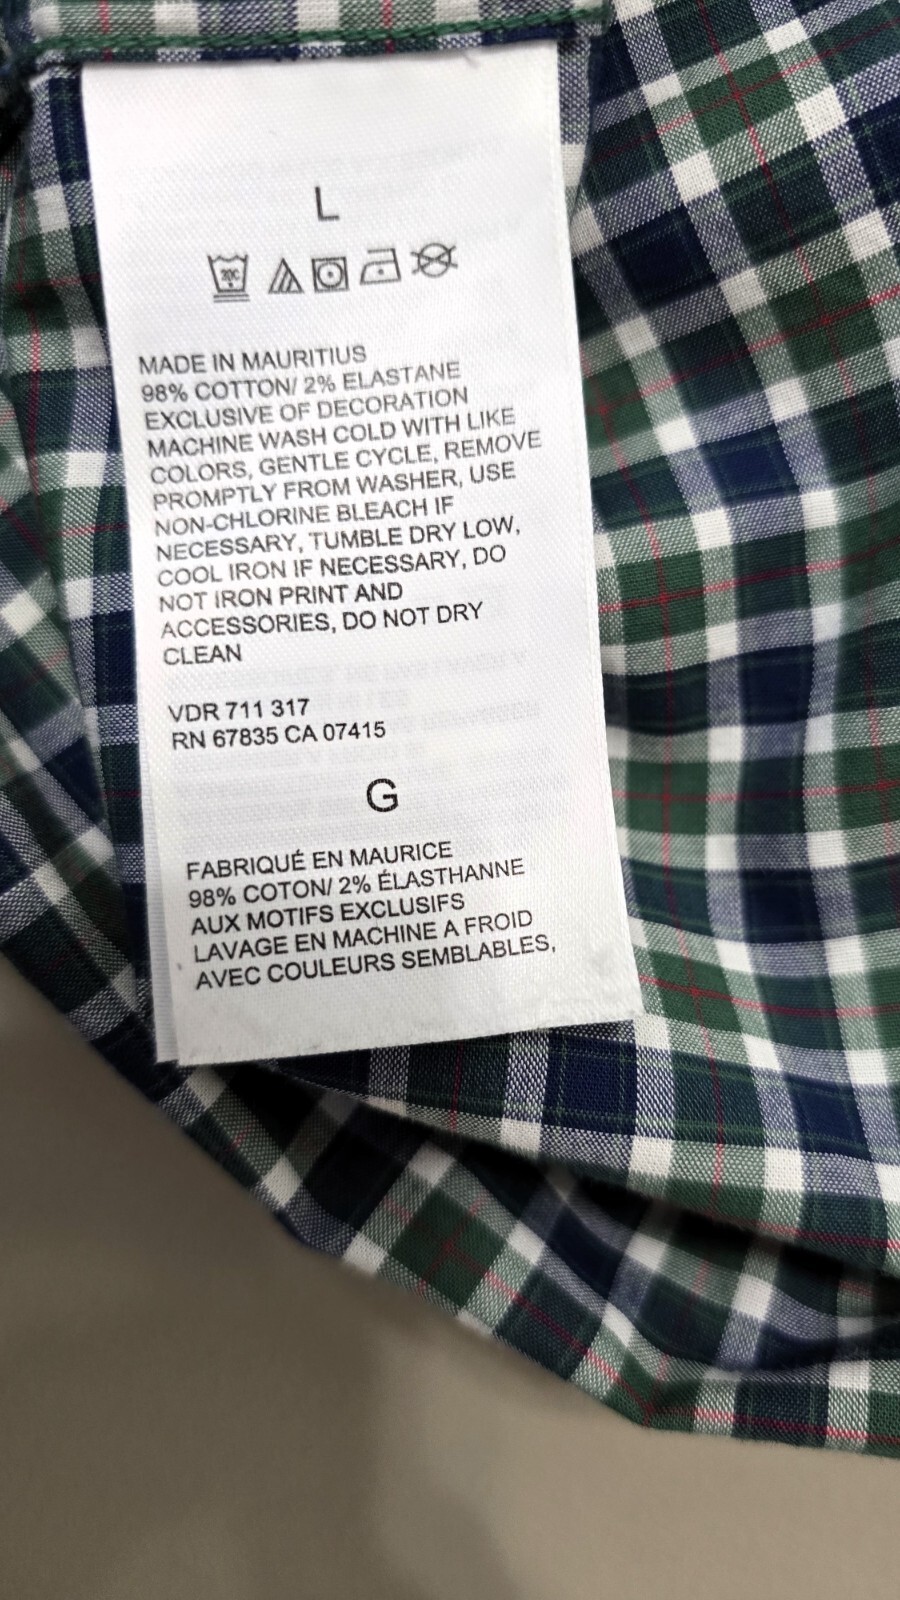 L
MADE IN MAURITIUS
98% COTTON/ 2% ELASTANE
EXCLUSIVE OF DECORATION
MACHINE WASH COLD WITH LIKE
COLORS, GENTLE CYCLE, REMOVE
PROMPTLY FROM WASHER, USE
NON-CHLORINE BLEACH IF
NECESSARY, TUMBLE DRY LOW,
COOL IRON IF NECESSARY, DO
NOT IRON PRINT AND
ACCESSORIES, DO NOT DRY
CLEAN
VDR 711 317
RN 67835 CA 07415
G
FABRIQUÉ EN MAURICE
98% COTON/ 2% ÉLASTHANNE
AUX MOTIFS EXCLUSIFS
LAVAGE EN MACHINE A FROID
AVEC COULEURS SEMBLABLES,